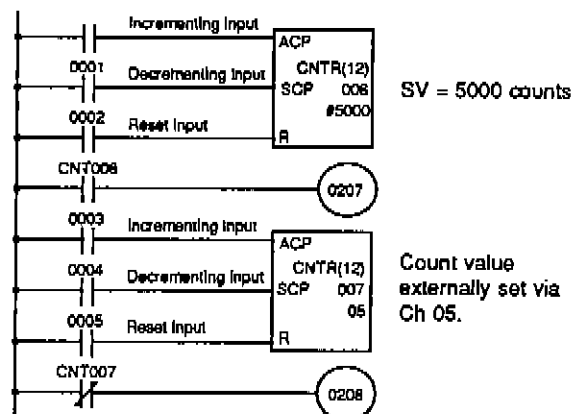 Incrementing Input
ACP
0001
Decrementing Input
CNTR(12)
SCP 006
#5000
SV = 5000 counts
0002
Reset Input
R
CNT006
0207
0003
Incrementing Input
ACP
0004
Decrementing Input
CNTR(12)
SCP 007
05
Count value
externally set via
Ch 05.
0005
Reset Input
R
CNT007
0208